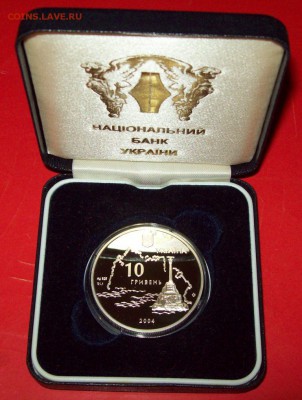 COINS.LAVE.RU
НАЦІОНАЛЬНИЙ
БАНК
УКРАЇНИ
10
ГРИВЕНЬ
2004